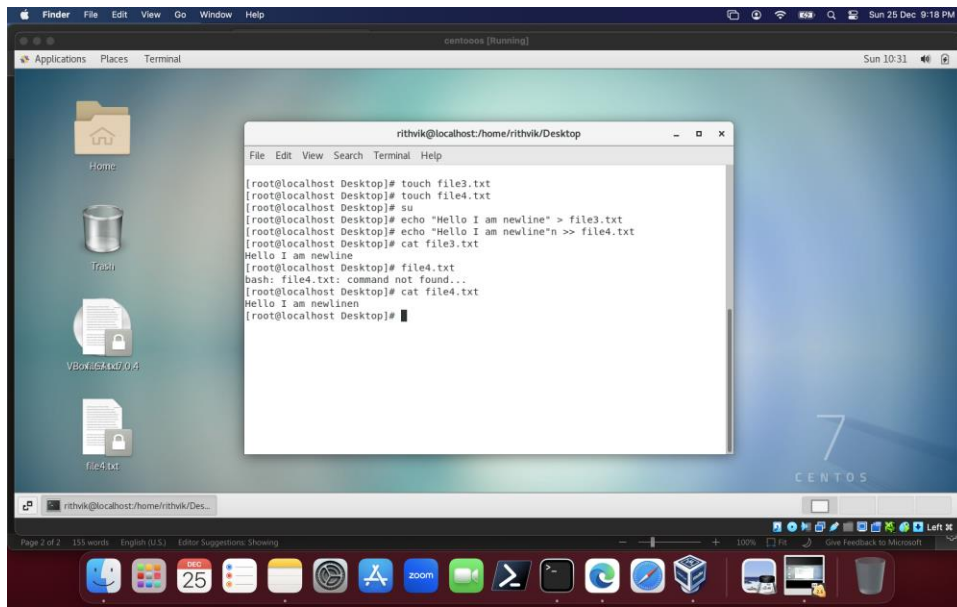 Finder File Edit View Go Window Help Sun 25 Dec 9:18 PM
centooos [Running]
Applications Places Terminal Sun 10:31
rithvik@localhost:/home/rithvik/Desktop
File Edit View Search Terminal Help
[root@localhost Desktop]# touch file3.txt
[root@localhost Desktop]# touch file4.txt
[root@localhost Desktop]# su
[root@localhost Desktop]# echo "Hello I am newline" > file3.txt
[root@localhost Desktop]# echo "Hello I am newline"n >> file4.txt
[root@localhost Desktop]# cat file3.txt
Hello I am newline
[root@localhost Desktop]# file4.txt
bash: file4.txt: command not found...
[root@localhost Desktop]# cat file4.txt
Hello I am newlinen
[root@localhost Desktop]#
Home
Trash
file4.txt
7
CENTOS
rithvik@localhost:/home/rithvik/Des...
Left ⌘
Page 2 of 2 155 words English (U.S.) Editor Suggestions: Showing 100% Fit Give Feedback to Microsoft
DEC
25
zoom